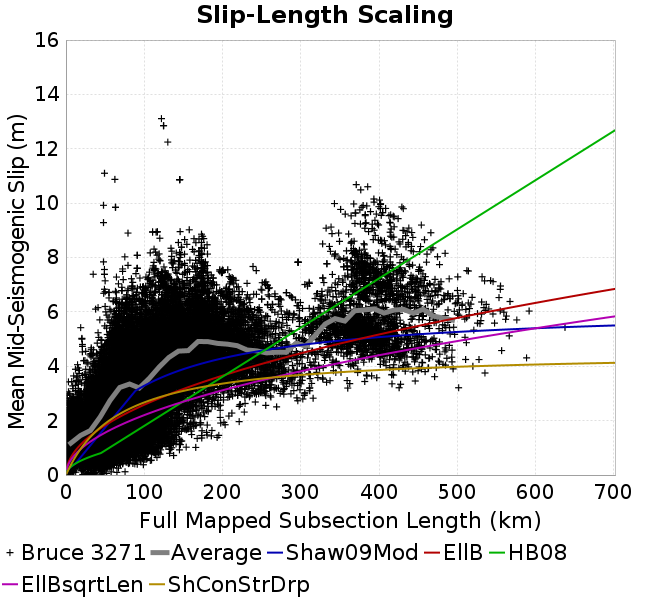 Slip-Length Scaling
Mean Mid-Seismogenic Slip (m)
16
14
12
10
8
6
4
2
0
0 100 200 300 400 500 600 700
Full Mapped Subsection Length (km)
Bruce 3271 Average Shaw09Mod EllB HB08
EllBsqrtLen ShConStrDrp